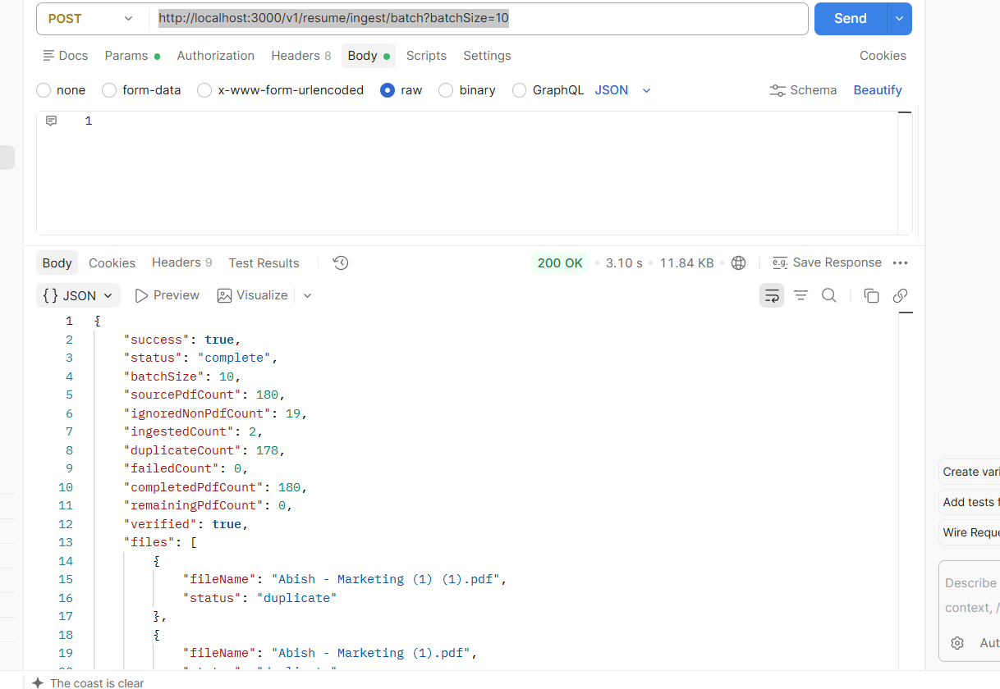 POST http://localhost:3000/v1/resume/ingest/batch?batchSize=10 Send
Docs Params Authorization Headers 8 Body Scripts Settings Cookies
none form-data x-www-form-urlencoded raw binary GraphQL JSON Schema Beautify
1
Body Cookies Headers 9 Test Results 200 OK 3.10 s 11.84 KB e.g. Save Response
{ } JSON Preview Visualize
1 {
2 "success": true,
3 "status": "complete",
4 "batchSize": 10,
5 "sourcePdfCount": 180,
6 "ignoredNonPdfCount": 19,
7 "ingestedCount": 2,
8 "duplicateCount": 178,
9 "failedCount": 0,
10 "completedPdfCount": 180,
11 "remainingPdfCount": 0,
12 "verified": true,
13 "files": [
14 {
15 "fileName": "Abish - Marketing (1) (1).pdf",
16 "status": "duplicate"
17 },
18 {
19 "fileName": "Abish - Marketing (1).pdf",
Create vari
Add tests f
Wire Reque
Describe
context, /
Aut
The coast is clear